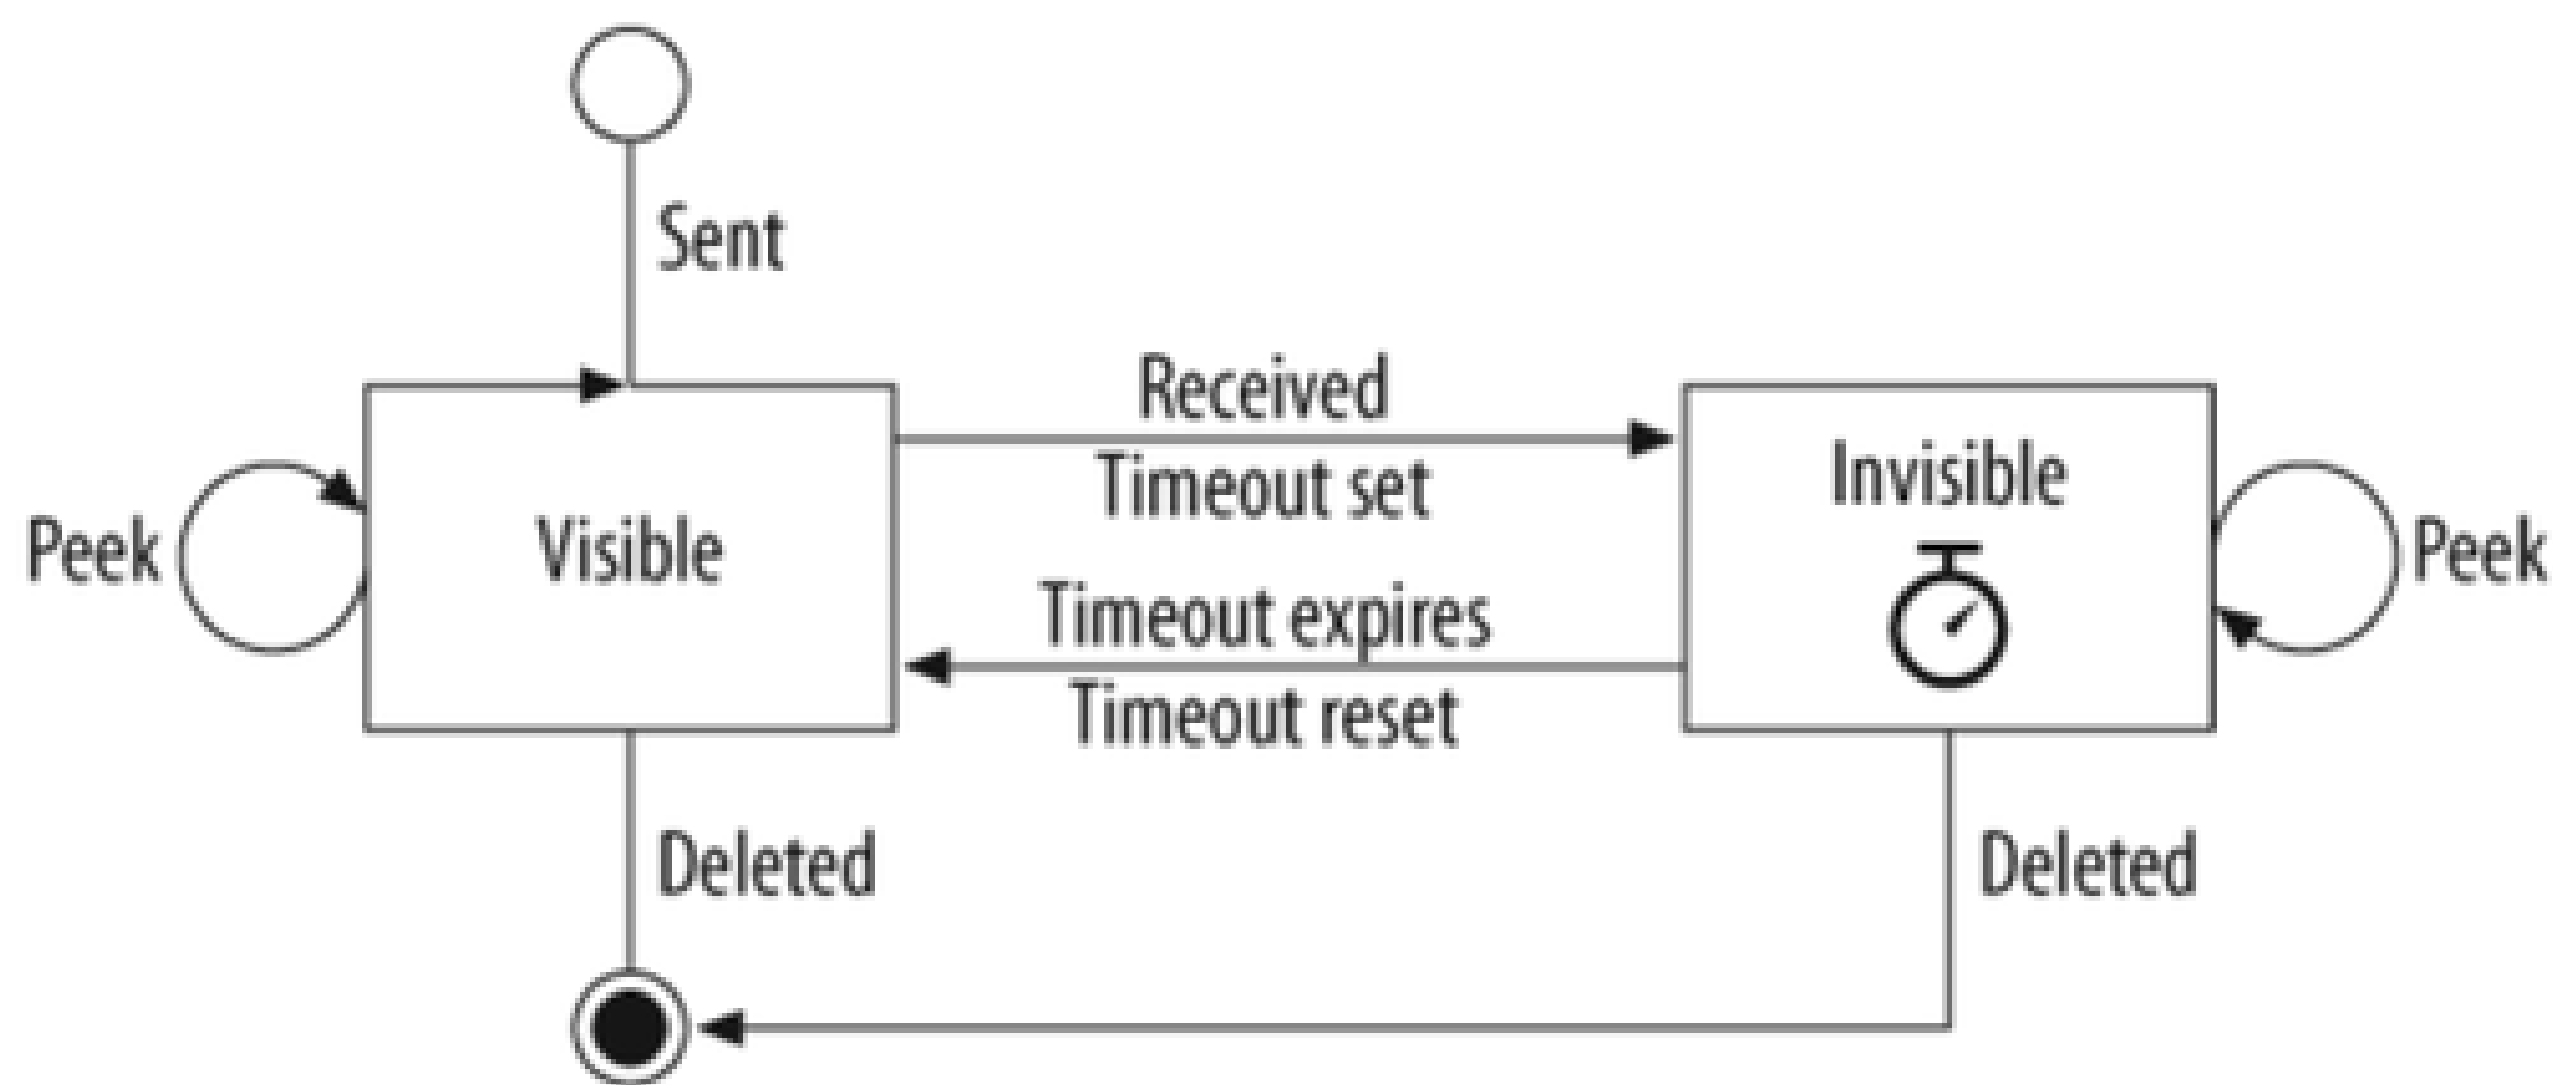 Sent
Received
Timeout set
Invisible
Peek
Visible
Peek
Timeout expires
Timeout reset
Deleted
Deleted